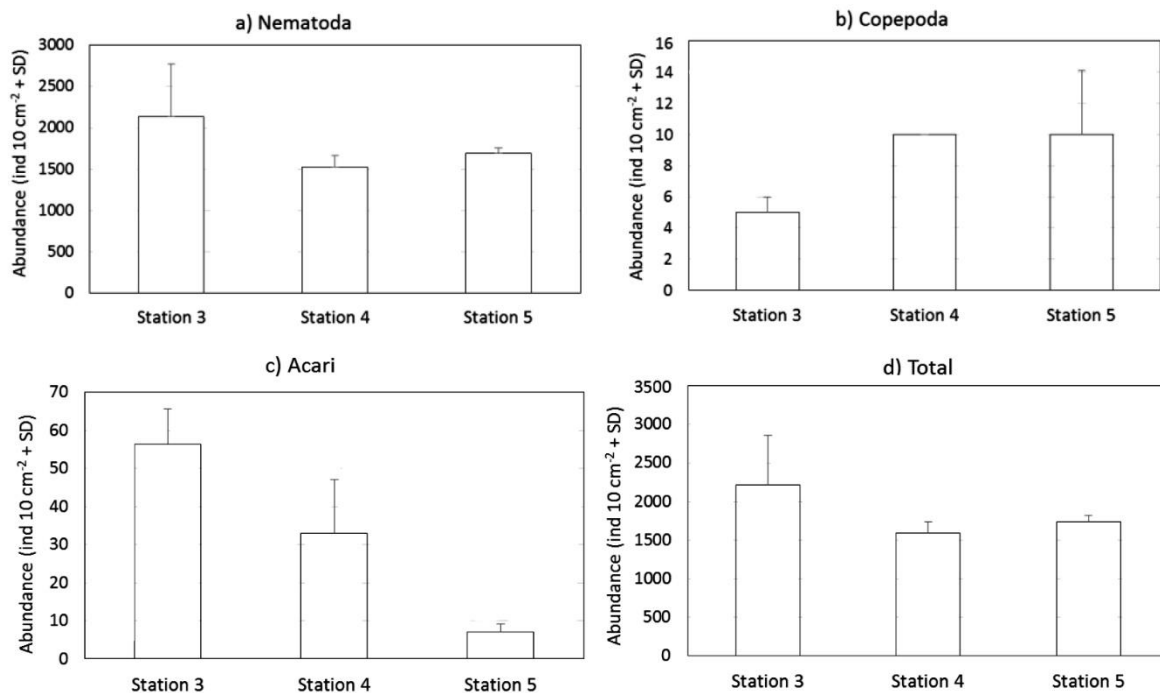 a) Nematoda
Abundance (ind 10 cm⁻² + SD)
3000
2500
2000
1500
1000
500
0
Station 3 Station 4 Station 5
b) Copepoda
Abundance (ind 10 cm⁻² + SD)
16
14
12
10
8
6
4
2
0
Station 3 Station 4 Station 5
c) Acari
Abundance (ind 10 cm⁻² + SD)
70
60
50
40
30
20
10
0
Station 3 Station 4 Station 5
d) Total
Abundance (ind 10 cm⁻² + SD)
3500
3000
2500
2000
1500
1000
500
0
Station 3 Station 4 Station 5